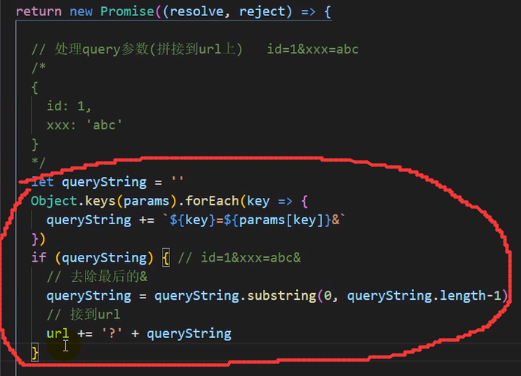 return new Promise((resolve, reject) => {
// 处理query参数(拼接到url上)   id=1&xxx=abc
/*
{
id: 1,
xxx: 'abc'
}
*/
let queryString = ''
Object.keys(params).forEach(key => {
queryString += `${key}=${params[key]}&`
})
if (queryString) { // id=1&xxx=abc&
// 去除最后的&
queryString = queryString.substring(0, queryString.length-1)
// 接到url
url += '?' + queryString
}